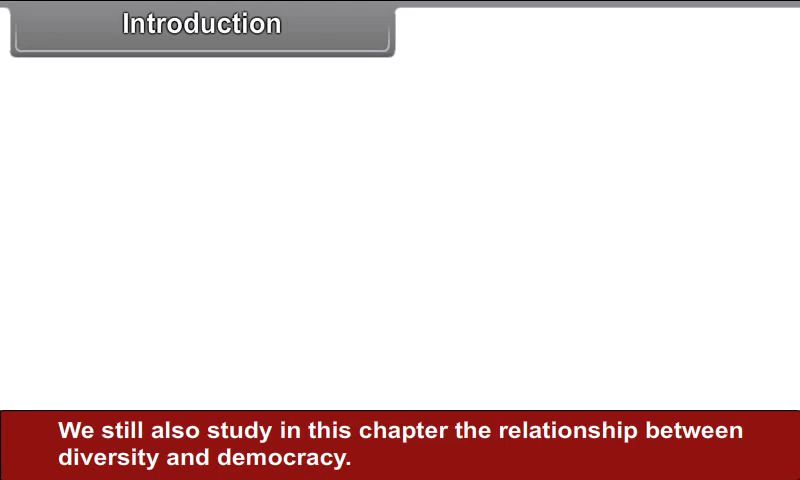 Introduction
We still also study in this chapter the relationship between
diversity and democracy.